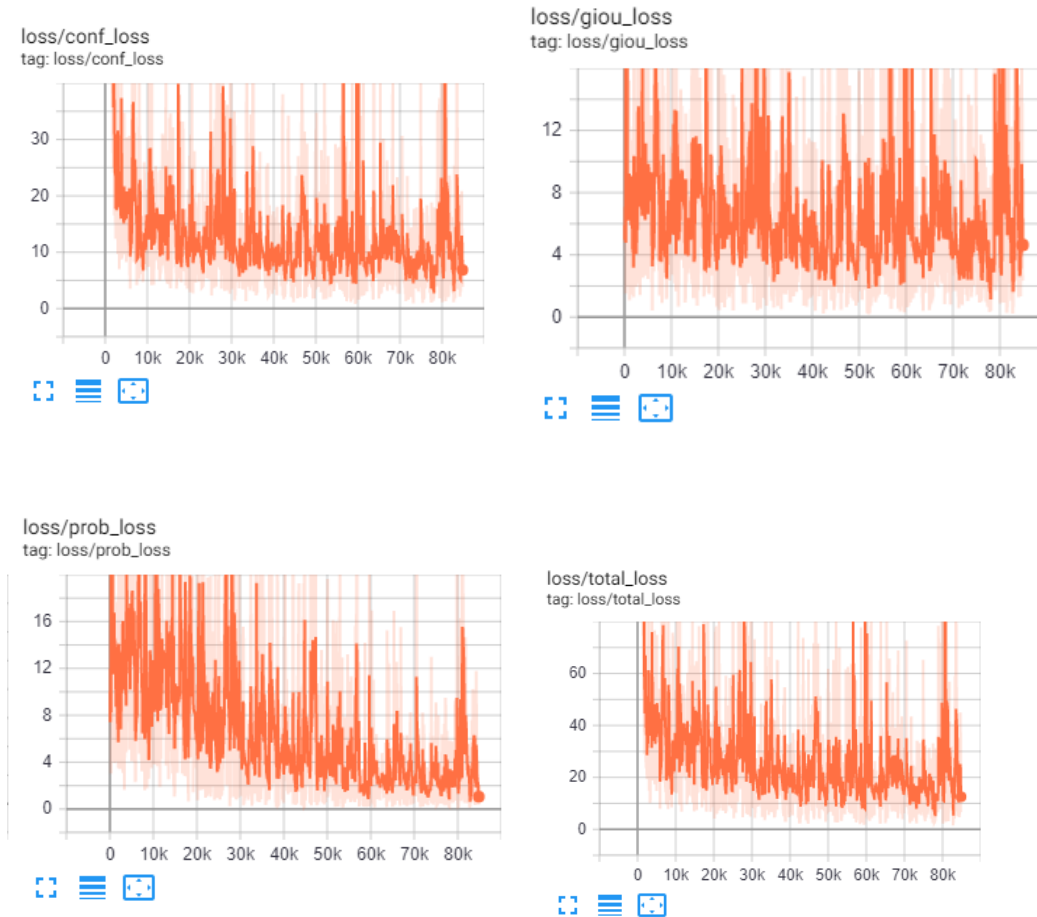 loss/conf_loss
tag: loss/conf_loss
30
20
10
0
0 10k 20k 30k 40k 50k 60k 70k 80k
loss/giou_loss
tag: loss/giou_loss
12
8
4
0
0 10k 20k 30k 40k 50k 60k 70k 80k
loss/prob_loss
tag: loss/prob_loss
16
12
8
4
0
0 10k 20k 30k 40k 50k 60k 70k 80k
loss/total_loss
tag: loss/total_loss
60
40
20
0
0 10k 20k 30k 40k 50k 60k 70k 80k